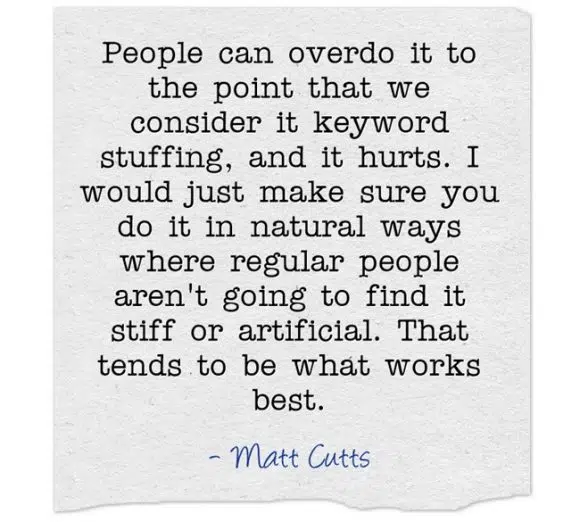 People can overdo it to
the point that we
consider it keyword
stuffing, and it hurts. I
would just make sure you
do it in natural ways
where regular people
aren't going to find it
stiff or artificial. That
tends to be what works
best.
- Matt Cutts